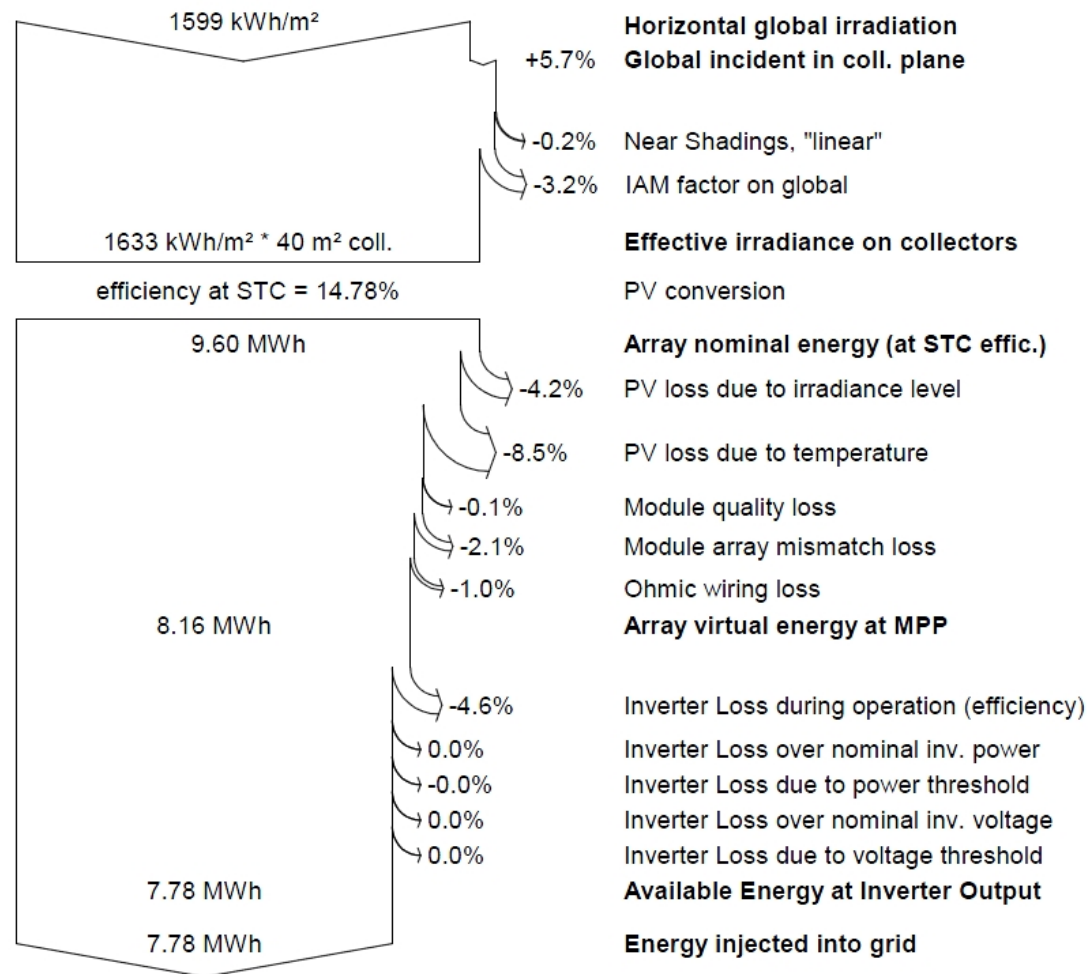 1599 kWh/m²
Horizontal global irradiation
+5.7% Global incident in coll. plane
-0.2% Near Shadings, "linear"
-3.2% IAM factor on global
1633 kWh/m² * 40 m² coll. Effective irradiance on collectors
efficiency at STC = 14.78% PV conversion
9.60 MWh Array nominal energy (at STC effic.)
-4.2% PV loss due to irradiance level
-8.5% PV loss due to temperature
-0.1% Module quality loss
-2.1% Module array mismatch loss
-1.0% Ohmic wiring loss
8.16 MWh Array virtual energy at MPP
-4.6% Inverter Loss during operation (efficiency)
0.0% Inverter Loss over nominal inv. power
-0.0% Inverter Loss due to power threshold
0.0% Inverter Loss over nominal inv. voltage
0.0% Inverter Loss due to voltage threshold
7.78 MWh Available Energy at Inverter Output
7.78 MWh Energy injected into grid